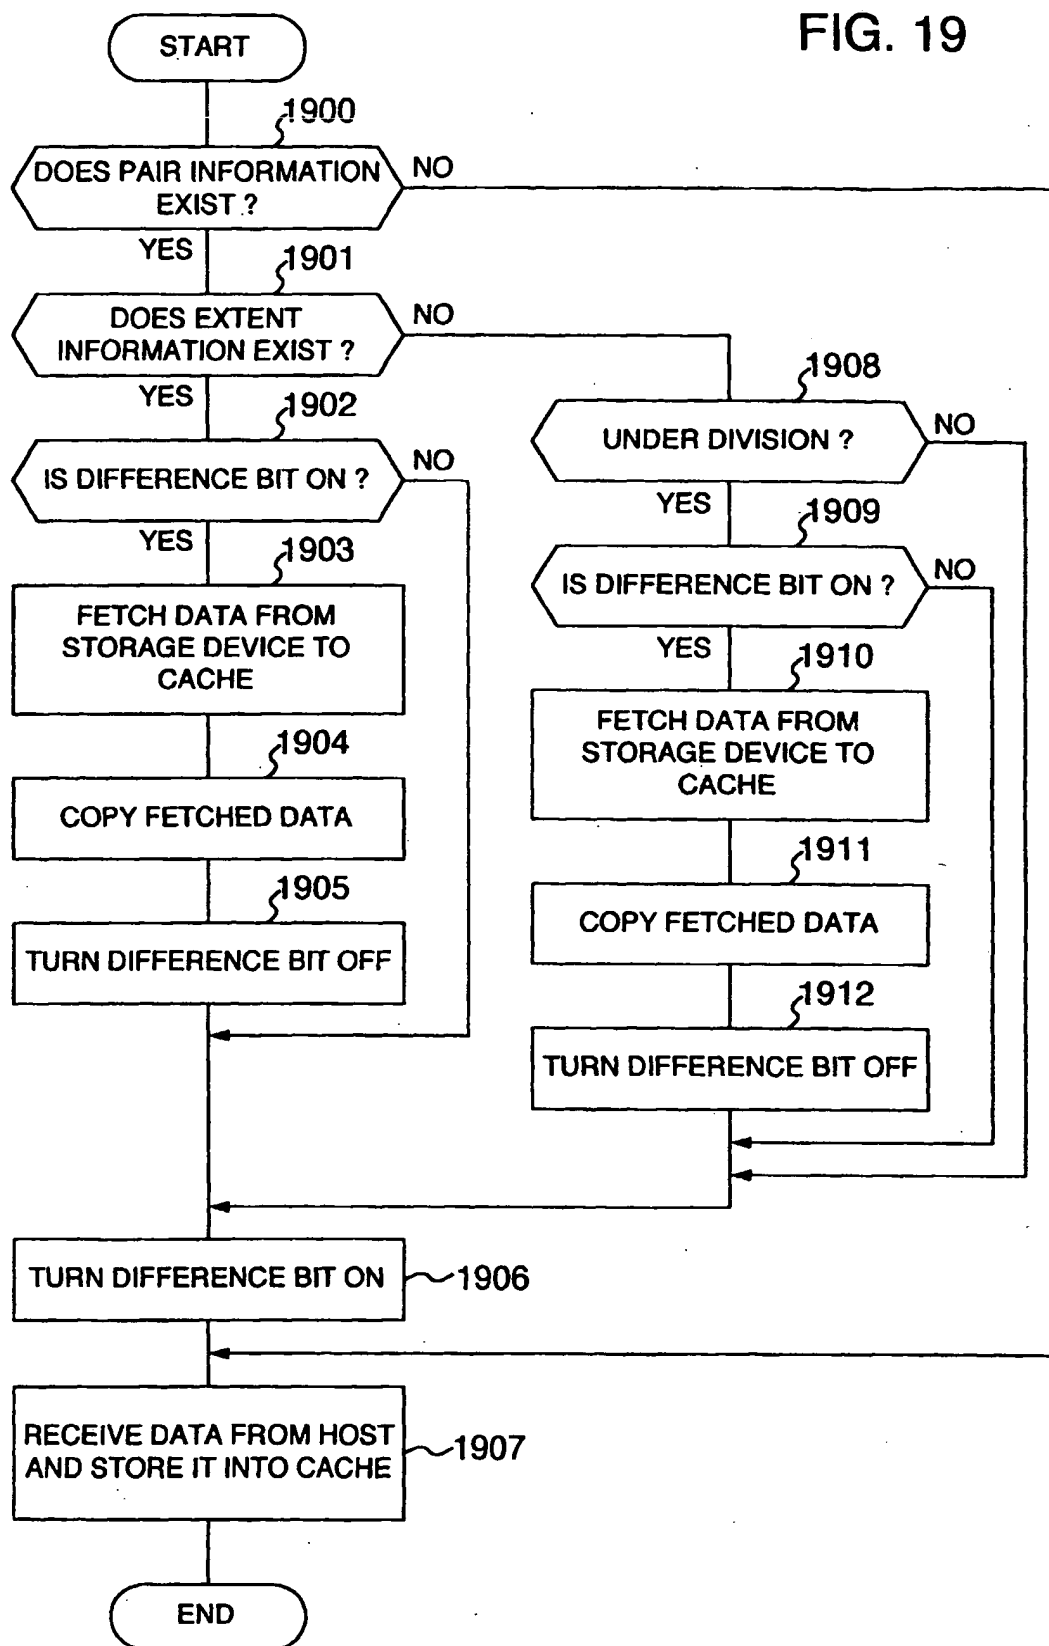 FIG. 19
START
1900
DOES PAIR INFORMATION
EXIST ?
NO
YES
1901
DOES EXTENT
INFORMATION EXIST ?
NO
YES
1902
IS DIFFERENCE BIT ON ?
NO
YES
1903
FETCH DATA FROM
STORAGE DEVICE TO
CACHE
1904
COPY FETCHED DATA
1905
TURN DIFFERENCE BIT OFF
1908
UNDER DIVISION ?
NO
YES
1909
IS DIFFERENCE BIT ON ?
NO
YES
1910
FETCH DATA FROM
STORAGE DEVICE TO
CACHE
1911
COPY FETCHED DATA
1912
TURN DIFFERENCE BIT OFF
TURN DIFFERENCE BIT ON
1906
RECEIVE DATA FROM HOST
AND STORE IT INTO CACHE
1907
END